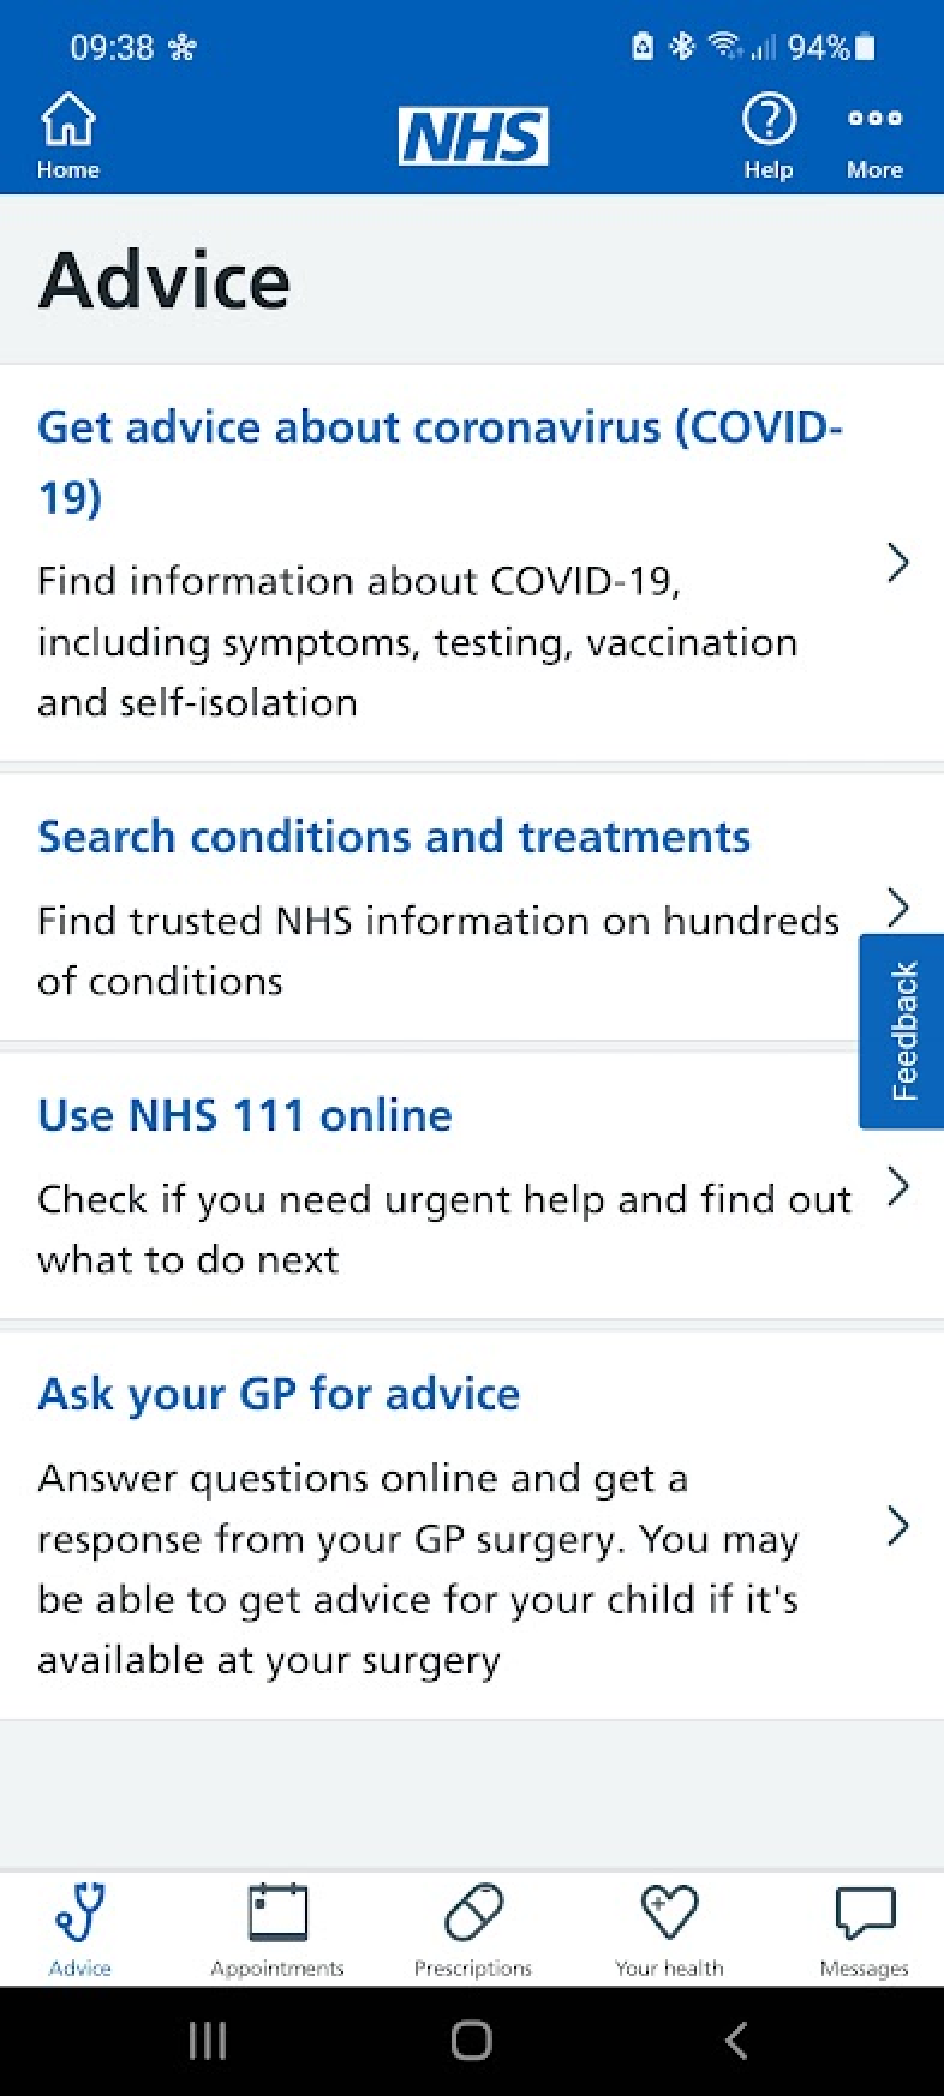 09:38
94%
Home
NHS
Help
More
Advice
Get advice about coronavirus (COVID-
19)
Find information about COVID-19,
including symptoms, testing, vaccination
and self-isolation
Search conditions and treatments
Find trusted NHS information on hundreds
of conditions
Feedback
Use NHS 111 online
Check if you need urgent help and find out
what to do next
Ask your GP for advice
Answer questions online and get a
response from your GP surgery. You may
be able to get advice for your child if it's
available at your surgery
Advice
Appointments
Prescriptions
Your health
Messages